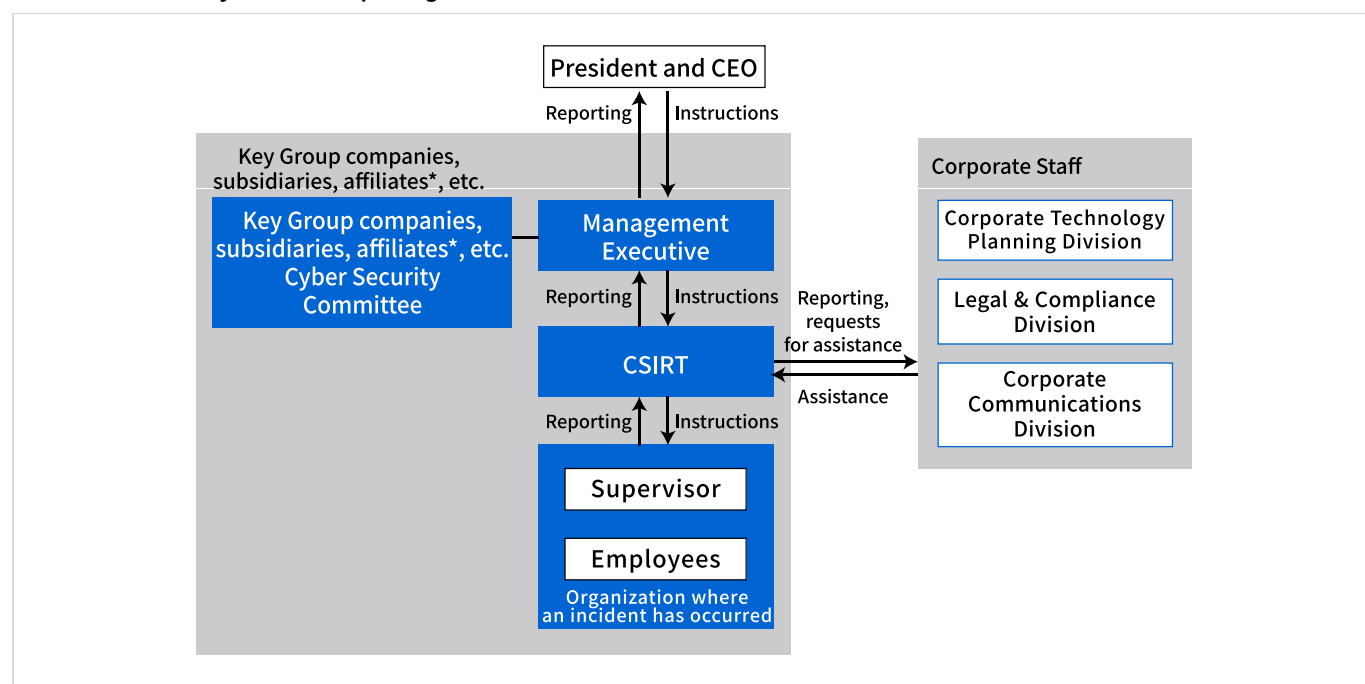 President and CEO
Reporting
Instructions
Key Group companies,
subsidiaries, affiliates*, etc.
Key Group companies,
subsidiaries, affiliates*, etc.
Cyber Security
Committee
Management
Executive
Reporting
Instructions
CSIRT
Reporting,
requests
for assistance
Assistance
Reporting
Instructions
Supervisor
Employees
Organization where
an incident has occurred
Corporate Staff
Corporate Technology
Planning Division
Legal & Compliance
Division
Corporate
Communications
Division